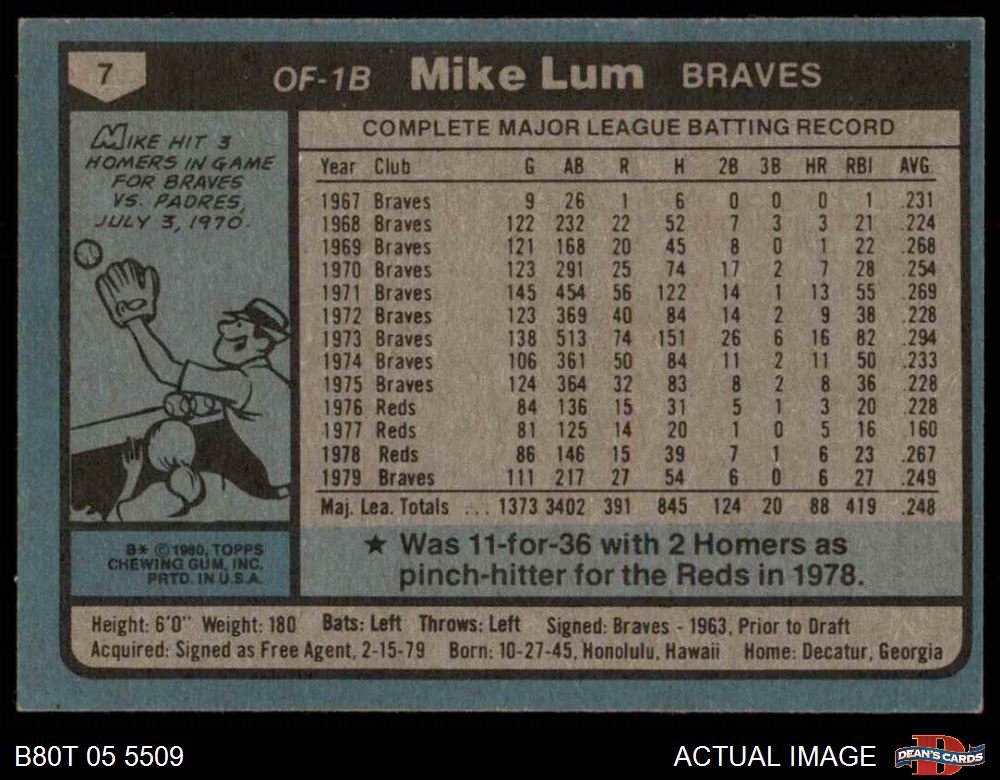 7 OF-1B Mike Lum BRAVES
MIKE HIT 3
HOMERS IN GAME
FOR BRAVES
VS. PADRES,
JULY 3, 1970.
COMPLETE MAJOR LEAGUE BATTING RECORD
Year Club G AB R H 2B 3B HR RBI AVG.
1967 Braves 9 26 1 6 0 0 0 1 .231
1968 Braves 122 232 22 52 7 3 3 21 .224
1969 Braves 121 168 20 45 8 0 1 22 .268
1970 Braves 123 291 25 74 17 2 7 28 .254
1971 Braves 145 454 56 122 14 1 13 55 .269
1972 Braves 123 369 40 84 14 2 9 38 .228
1973 Braves 138 513 74 151 26 6 16 82 .294
1974 Braves 106 361 50 84 11 2 11 50 .233
1975 Braves 124 364 32 83 8 2 8 36 .228
1976 Reds 84 136 15 31 5 1 3 20 .228
1977 Reds 81 125 14 20 1 0 5 16 .160
1978 Reds 86 146 15 39 7 1 6 23 .267
1979 Braves 111 217 27 54 6 0 6 27 .249
Maj. Lea. Totals ... 1373 3402 391 845 124 20 88 419 .248
★ Was 11-for-36 with 2 Homers as
pinch-hitter for the Reds in 1978.
B* © 1980, TOPPS
CHEWING GUM, INC.
PRTD. IN U.S.A.
Height: 6'0" Weight: 180 Bats: Left Throws: Left Signed: Braves - 1963, Prior to Draft
Acquired: Signed as Free Agent, 2-15-79 Born: 10-27-45, Honolulu, Hawaii Home: Decatur, Georgia
B80T 05 5509 ACTUAL IMAGE
DEAN'S CARDS